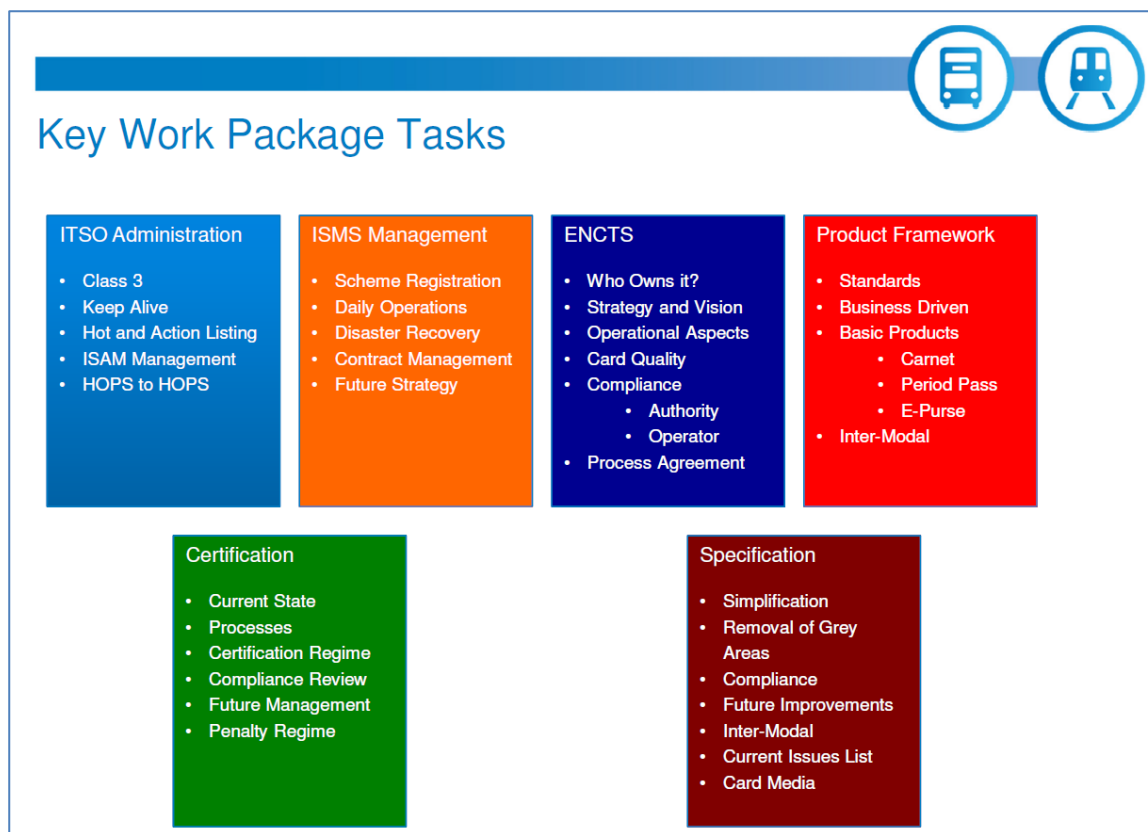 Key Work Package Tasks
ITSO Administration
• Class 3
• Keep Alive
• Hot and Action Listing
• ISAM Management
• HOPS to HOPS
ISMS Management
• Scheme Registration
• Daily Operations
• Disaster Recovery
• Contract Management
• Future Strategy
ENCTS
• Who Owns it?
• Strategy and Vision
• Operational Aspects
• Card Quality
• Compliance
• Authority
• Operator
• Process Agreement
Product Framework
• Standards
• Business Driven
• Basic Products
• Carnet
• Period Pass
• E-Purse
• Inter-Modal
Certification
• Current State
• Processes
• Certification Regime
• Compliance Review
• Future Management
• Penalty Regime
Specification
• Simplification
• Removal of Grey
Areas
• Compliance
• Future Improvements
• Inter-Modal
• Current Issues List
• Card Media